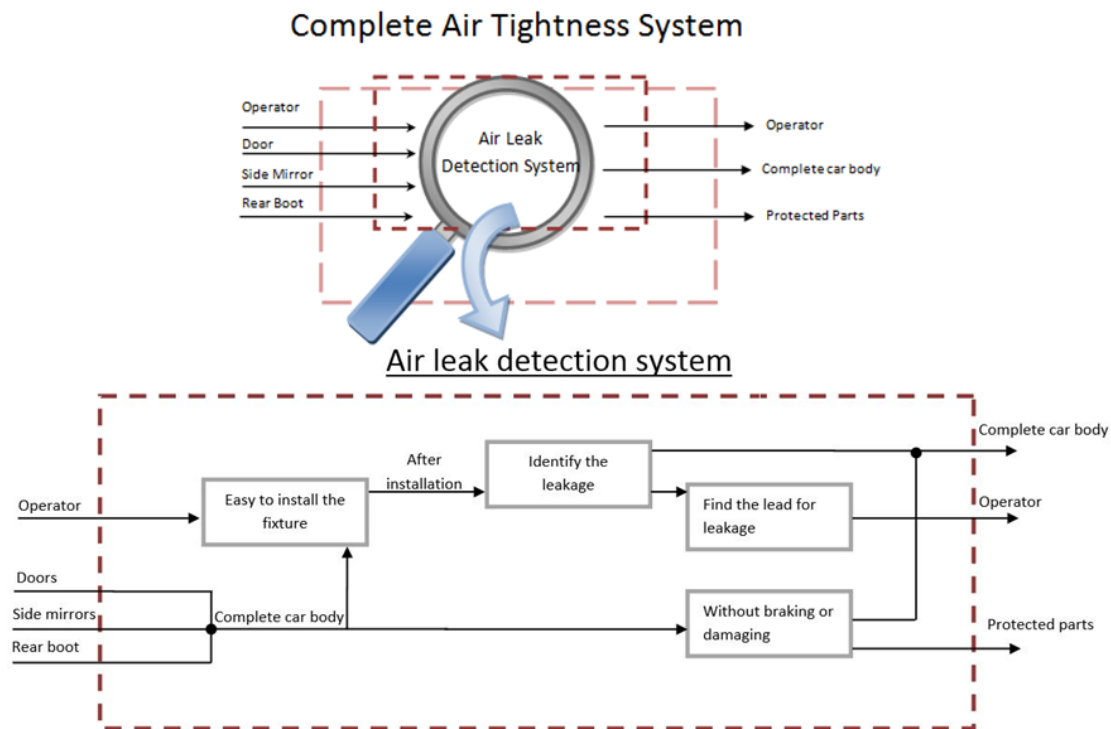 Complete Air Tightness System
Operator
Door
Side Mirror
Rear Boot
Air Leak
Detection System
Operator
Complete car body
Protected Parts
Air leak detection system
Operator
Doors
Side mirrors
Rear boot
Complete car body
Easy to install the
fixture
After
installation
Identify the
leakage
Find the lead for
leakage
Without braking or
damaging
Complete car body
Operator
Protected parts